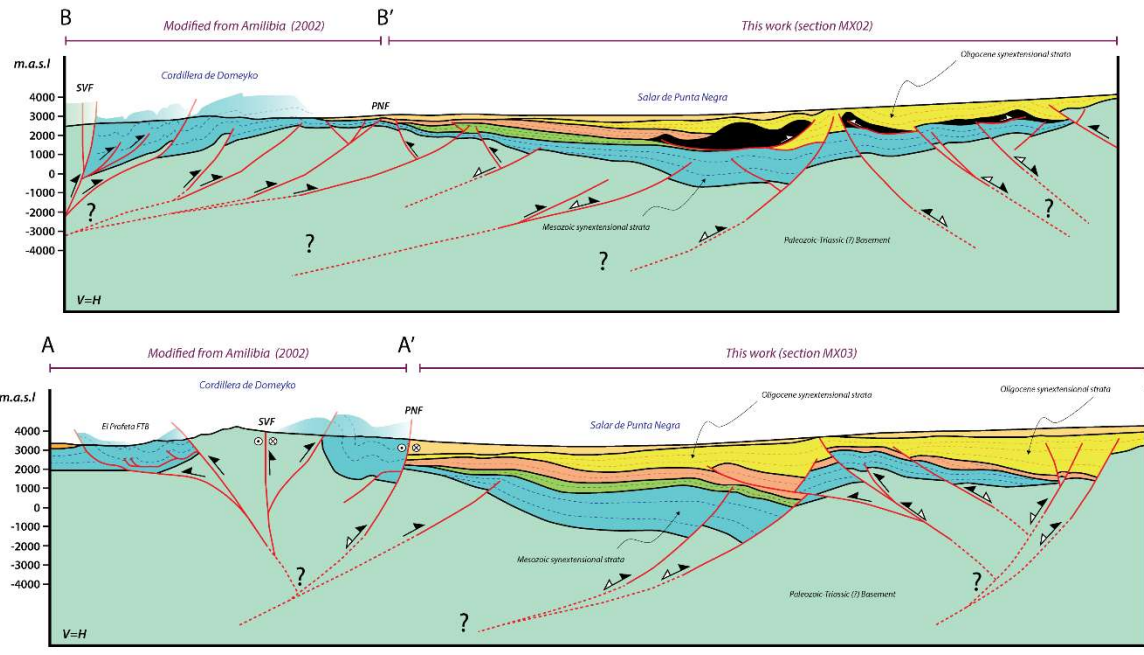 B
B'
Modified from Amilibia (2002)
This work (section MX02)
Oligocene synextensional strata
m.a.s.l
SVF
Cordillera de Domeyko
PNF
Salar de Punta Negra
4000
3000
2000
1000
0
-1000
-2000
-3000
-4000
?
?
?
?
Mesozoic synextensional strata
Paleozoic-Triassic (?) Basement
V=H
A
A'
Modified from Amilibia (2002)
This work (section MX03)
Cordillera de Domeyko
m.a.s.l
Oligocene synextensional strata
Oligocene synextensional strata
El Profeta FTB
SVF
PNF
Salar de Punta Negra
4000
3000
2000
1000
0
-1000
-2000
-3000
-4000
Mesozoic synextensional strata
?
?
?
Paleozoic-Triassic (?) Basement
V=H